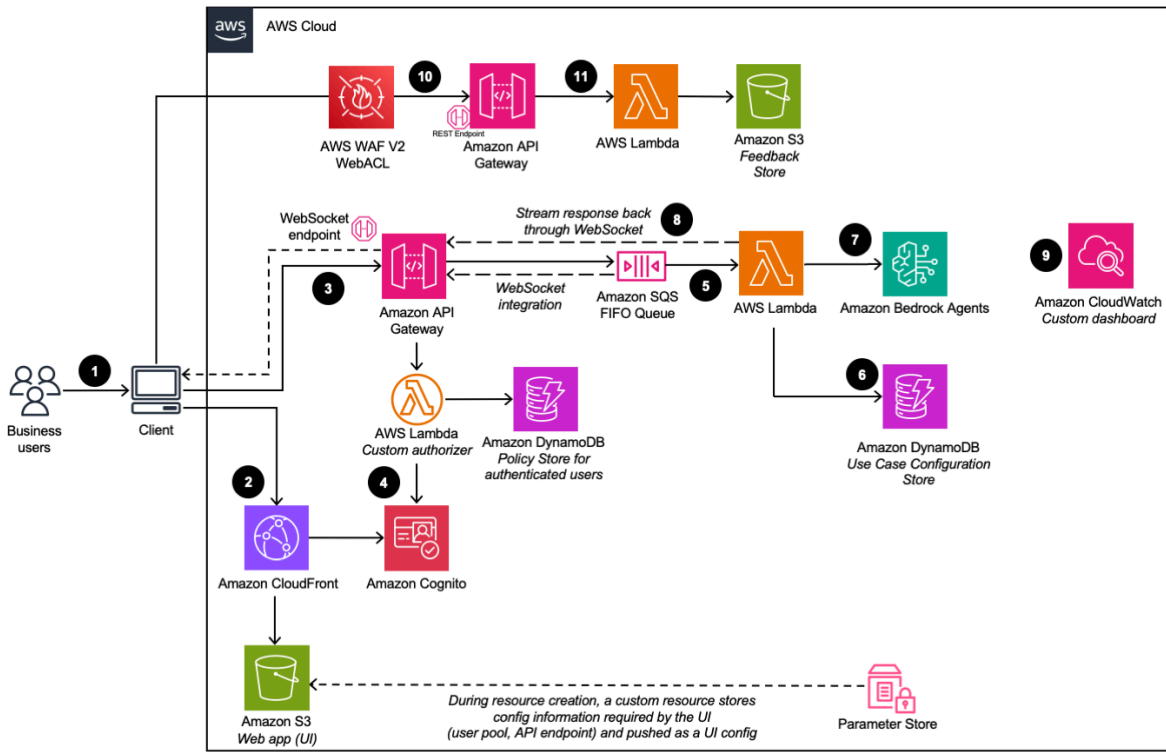 aws
AWS Cloud
10
11
REST Endpoint
AWS WAF V2
WebACL
Amazon API
Gateway
AWS Lambda
Amazon S3
Feedback
Store
WebSocket
endpoint
Stream response back
through WebSocket
8
3
WebSocket
integration
5
7
9
Amazon API
Gateway
Amazon SQS
FIFO Queue
AWS Lambda
Amazon Bedrock Agents
Amazon CloudWatch
Custom dashboard
1
Business
users
Client
AWS Lambda
Custom authorizer
Amazon DynamoDB
Policy Store for
authenticated users
6
Amazon DynamoDB
Use Case Configuration
Store
2
4
Amazon CloudFront
Amazon Cognito
Amazon S3
Web app (UI)
During resource creation, a custom resource stores
config information required by the UI
(user pool, API endpoint) and pushed as a UI config
Parameter Store